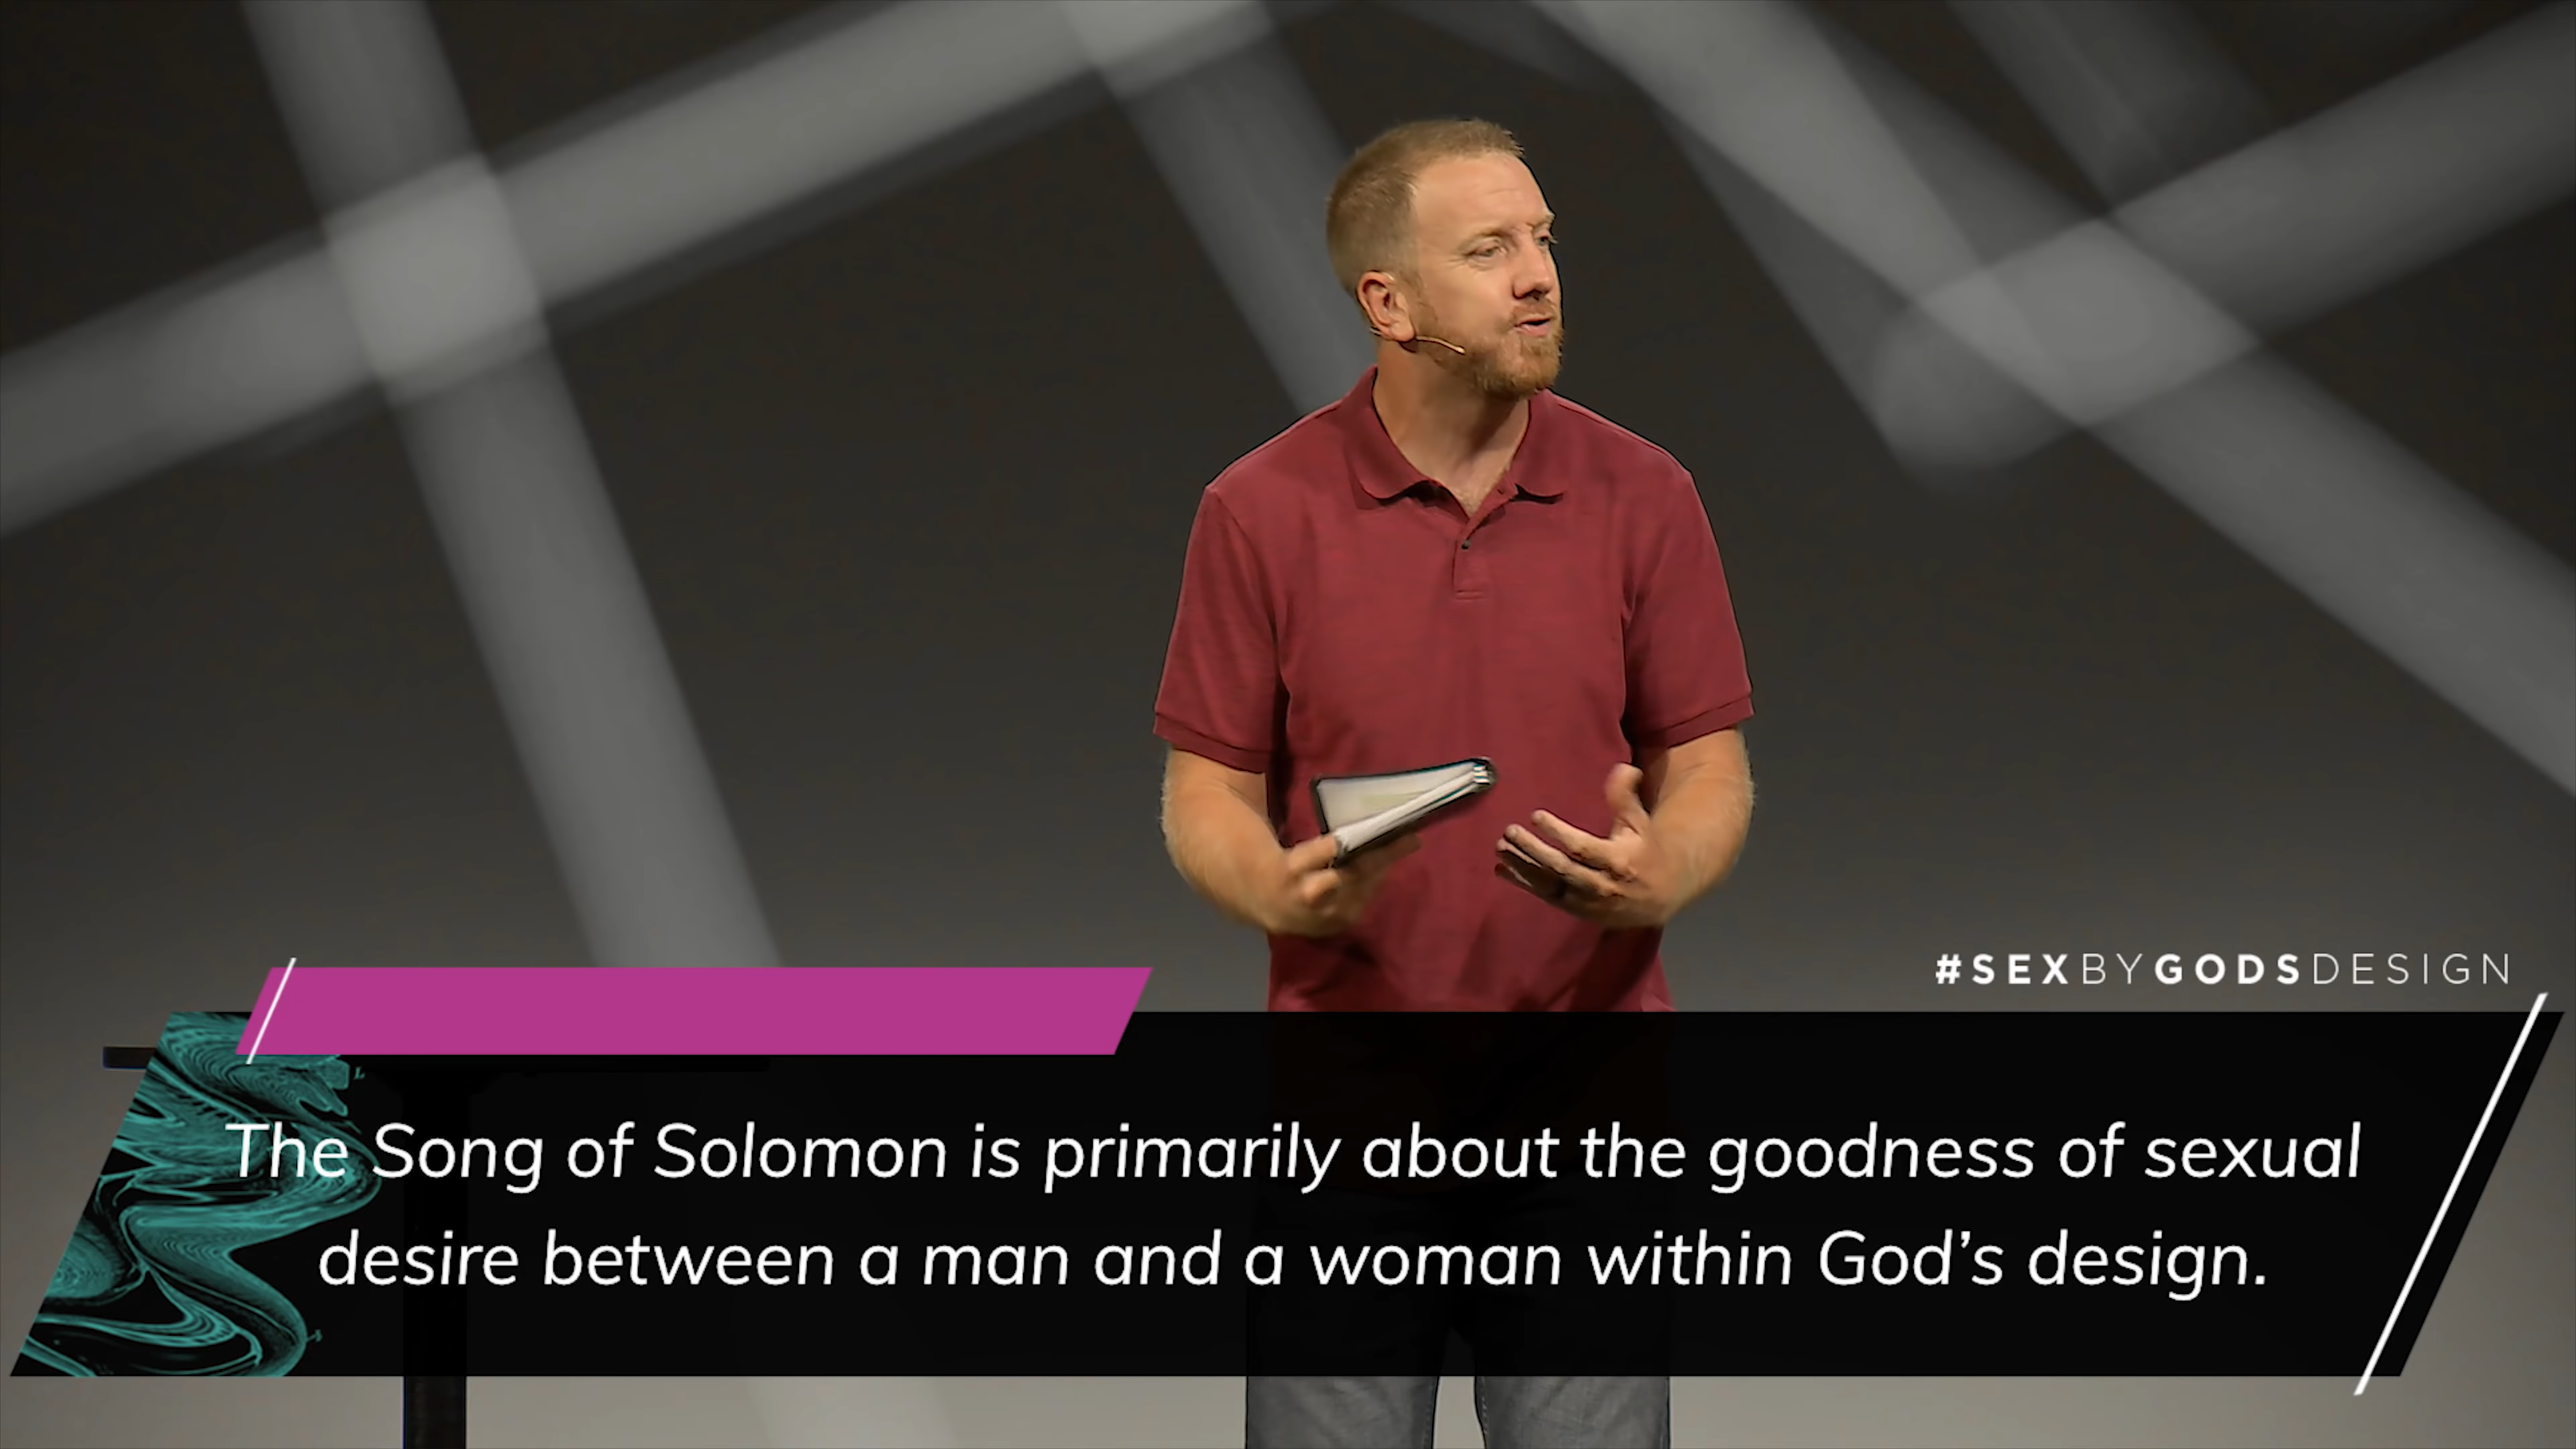 #SEXBYGODSDESIGN
The Song of Solomon is primarily about the goodness of sexual
desire between a man and a woman within God’s design.